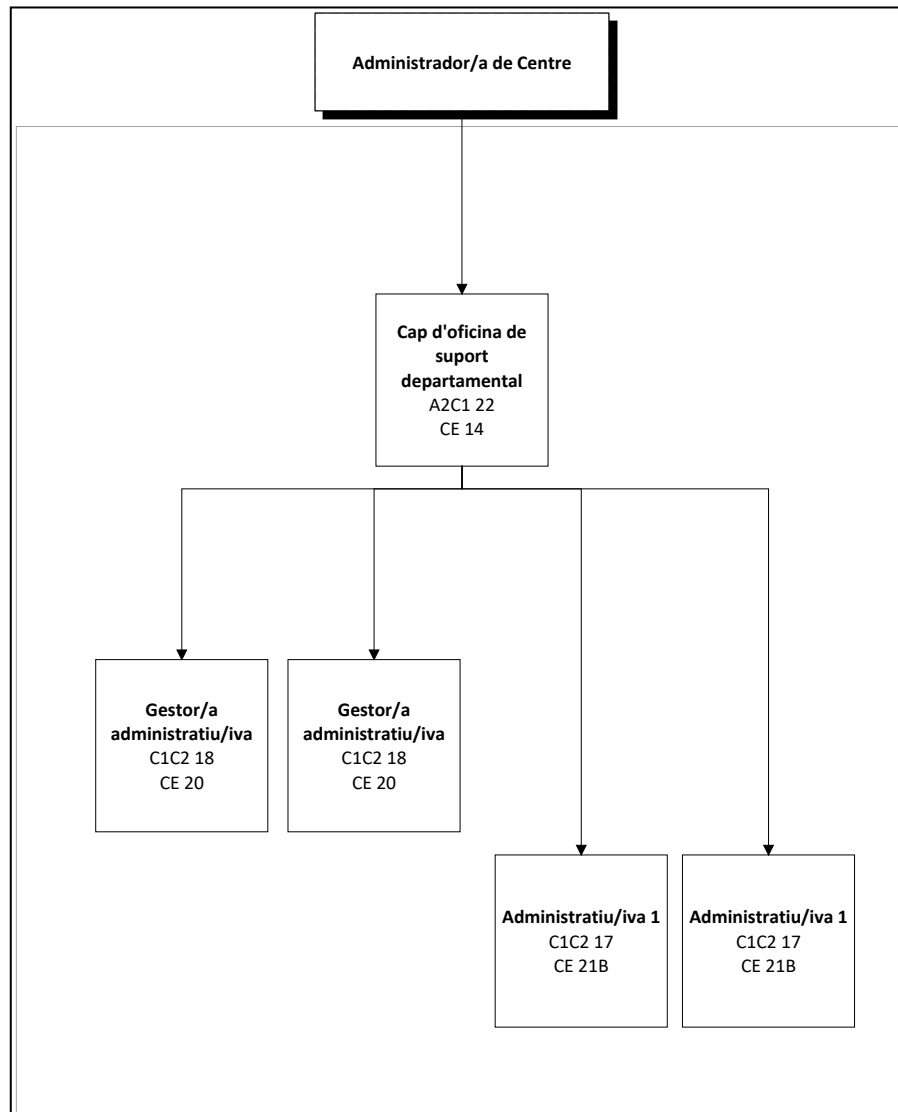 Administrador/a de Centre
Cap d'oficina de
suport
departamental
A2C1 22
CE 14
Gestor/a
administratiu/iva
C1C2 18
CE 20
Gestor/a
administratiu/iva
C1C2 18
CE 20
Administratiu/iva 1
C1C2 17
CE 21B
Administratiu/iva 1
C1C2 17
CE 21B